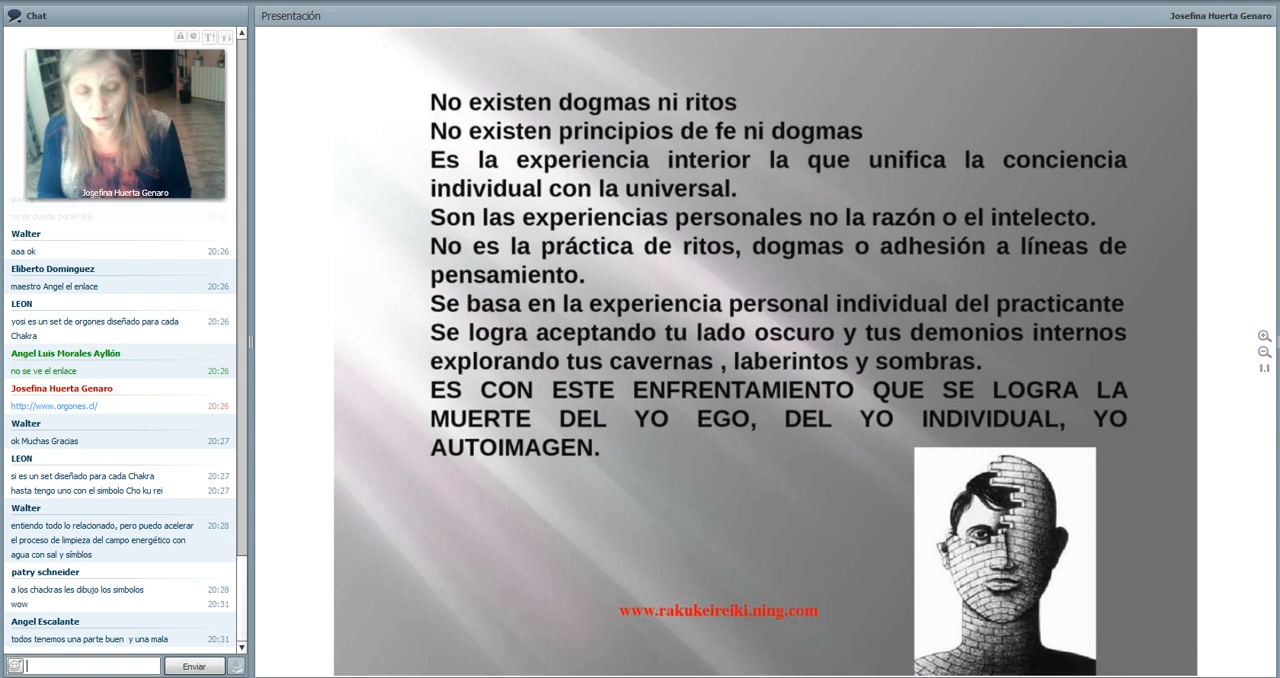 Chat
Josefina Huerta Genaro
no se puede poner link
Walter
aaa ok 20:26
Eliberto Dominguez
maestro Angel el enlace 20:26
LEON
yosi es un set de orgones diseñado para cada 20:26
Chakra
Angel Luis Morales Ayllón
no se ve el enlace 20:26
Josefina Huerta Genaro
http://www.orgones.cl/ 20:26
Walter
ok Muchas Gracias 20:27
LEON
si es un set diseñado para cada Chakra 20:27
hasta tengo uno con el simbolo Cho ku rei 20:27
Walter
entiendo todo lo relacionado, pero puedo acelerar 20:28
el proceso de limpieza del campo energético con
agua con sal y símblos
patry schneider
a los chackras les dibujo los simbolos 20:28
wow 20:31
Angel Escalante
todos tenemos una parte buen y una mala 20:31
Enviar
Presentación
Josefina Huerta Genaro
No existen dogmas ni ritos
No existen principios de fe ni dogmas
Es la experiencia interior la que unifica la conciencia
individual con la universal.
Son las experiencias personales no la razón o el intelecto.
No es la práctica de ritos, dogmas o adhesión a líneas de
pensamiento.
Se basa en la experiencia personal individual del practicante
Se logra aceptando tu lado oscuro y tus demonios internos
explorando tus cavernas , laberintos y sombras.
ES CON ESTE ENFRENTAMIENTO QUE SE LOGRA LA
MUERTE DEL YO EGO, DEL YO INDIVIDUAL, YO
AUTOIMAGEN.
www.rakukeireiki.ning.com
1:1